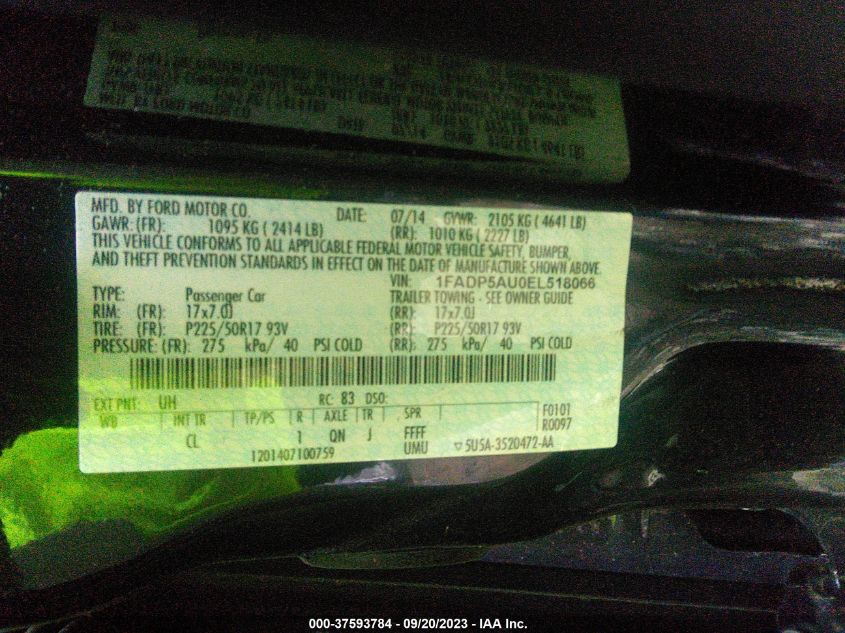 MFD. BY FORD MOTOR CO. DATE: 07/14 GVWR: 2105 KG ( 4641 LB)
GAWR: (FR): 1095 KG ( 2414 LB) (RR): 1010 KG ( 2227 LB)
THIS VEHICLE CONFORMS TO ALL APPLICABLE FEDERAL MOTOR VEHICLE SAFETY, BUMPER,
AND THEFT PREVENTION STANDARDS IN EFFECT ON THE DATE OF MANUFACTURE SHOWN ABOVE.
VIN: 1FADP5AU0EL518066
TYPE: Passenger Car TRAILER TOWING - SEE OWNER GUIDE
RIM: (FR): 17x7.0J (RR): 17x7.0J
TIRE: (FR): P225/50R17 93V (RR): P225/50R17 93V
PRESSURE: (FR): 275 kPa/ 40 PSI COLD (RR): 275 kPa/ 40 PSI COLD
EXT PNT: UH RC: 83 DSO: F0101
WB INT TR TP/PS R AXLE TR SPR R0097
CL 1 QN J FFFF
1201407100759 UMU ▽5U5A-3520472-AA
000-37593784 - 09/20/2023 - IAA Inc.